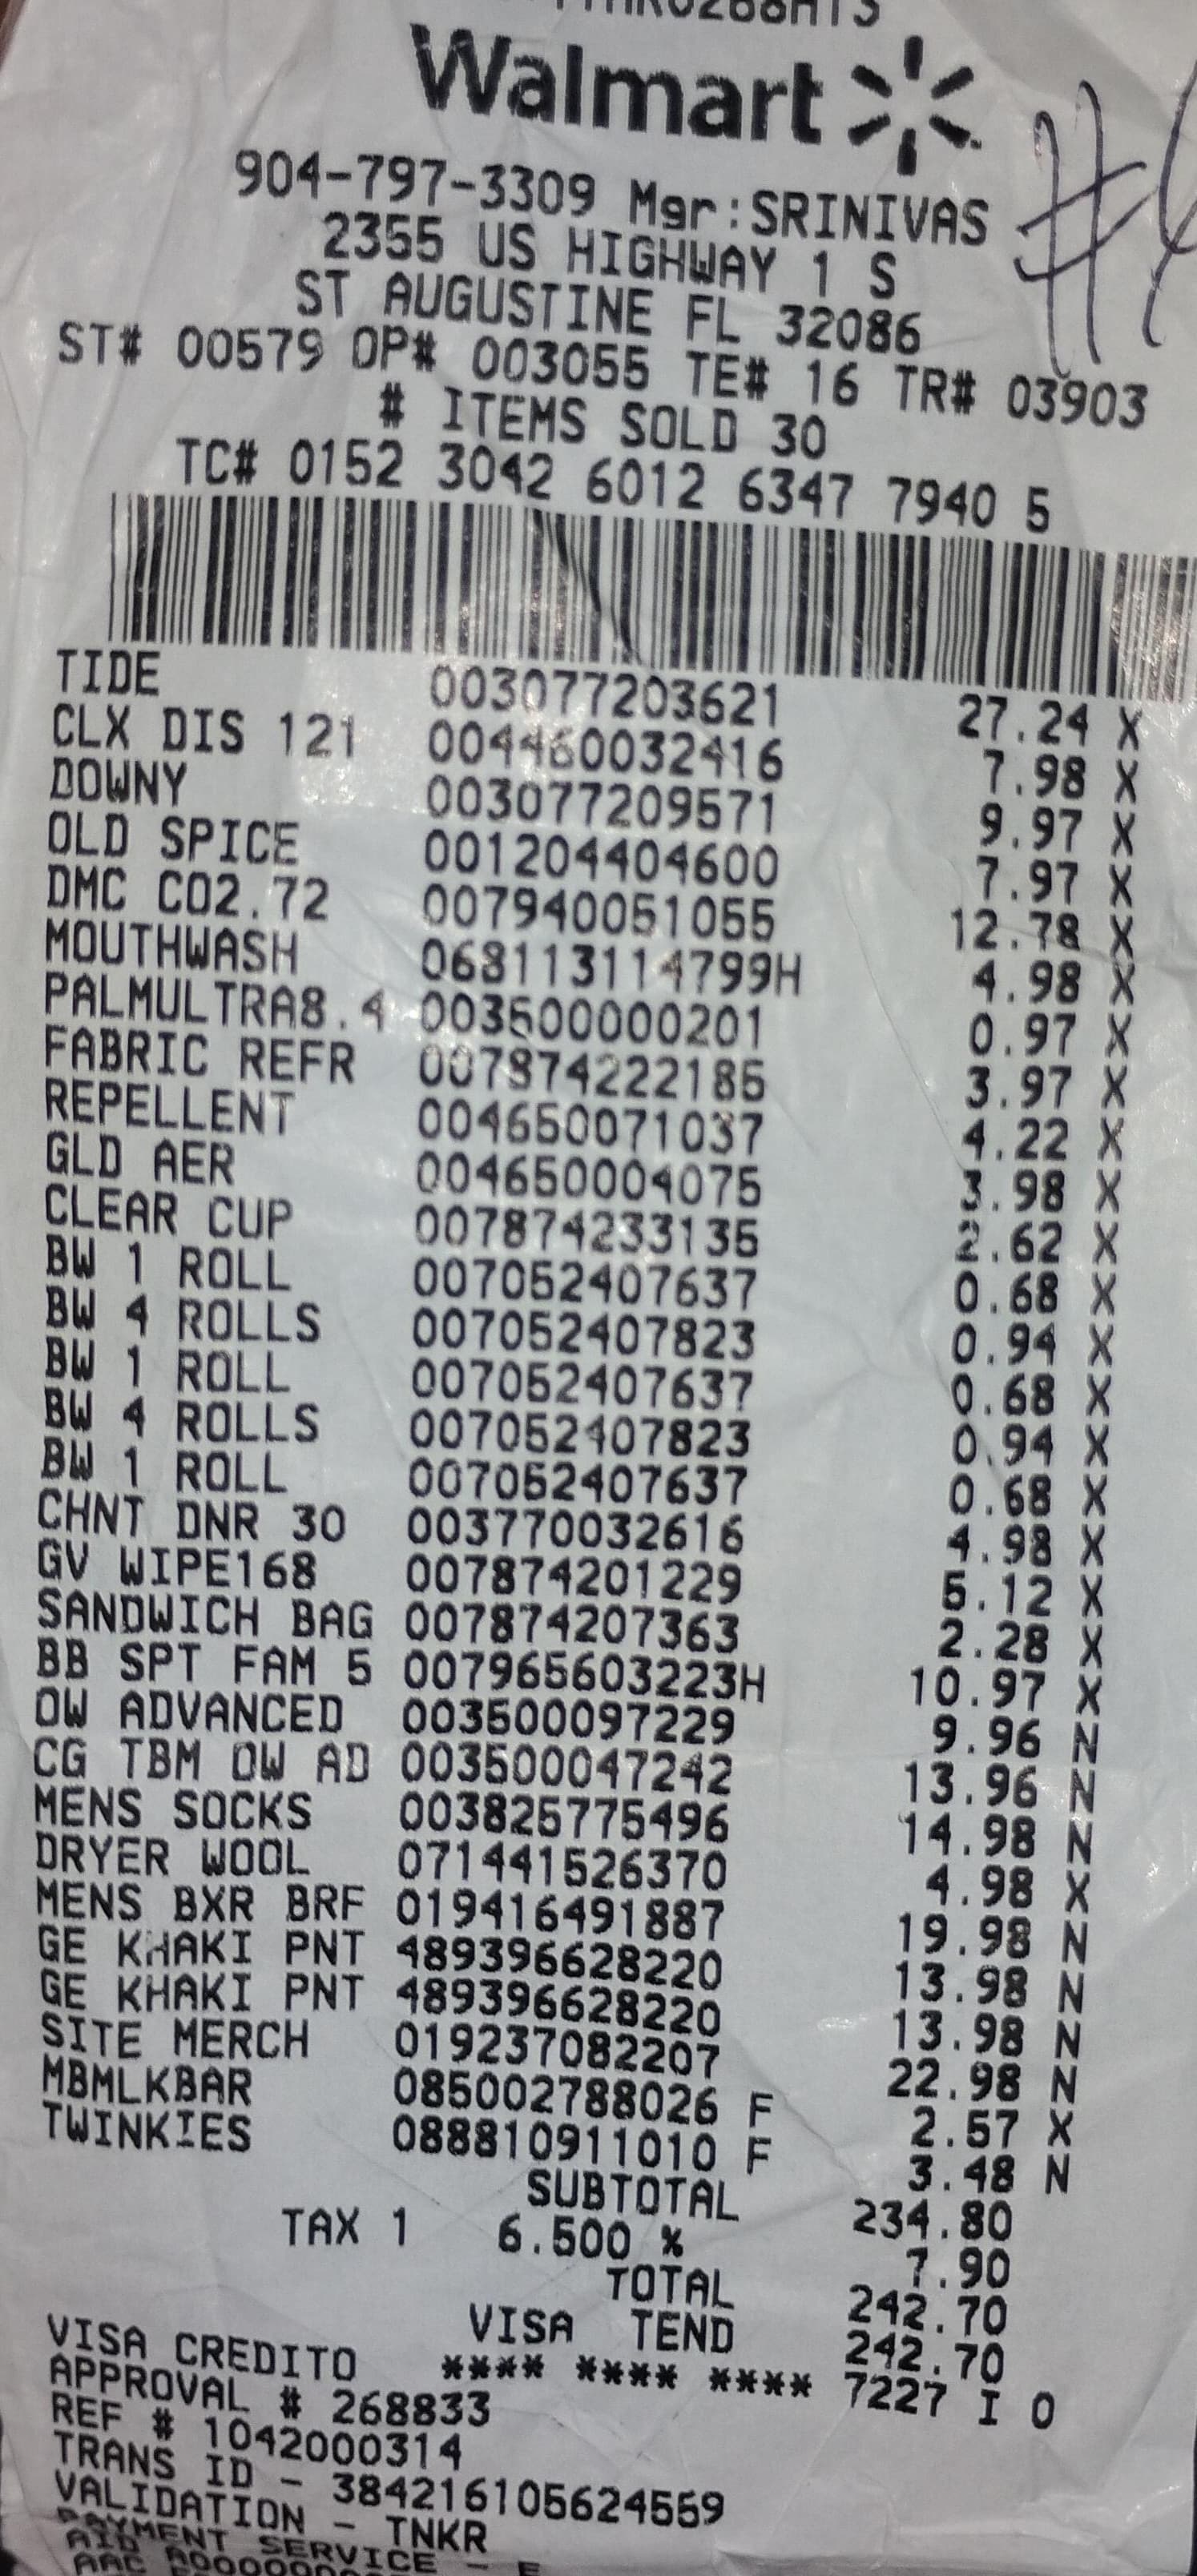 Walmart
904-797-3309 Mgr:SRINIVAS
2355 US HIGHWAY 1 S
ST AUGUSTINE FL 32086
ST# 00579 OP# 003055 TE# 16 TR# 03903
# ITEMS SOLD 30
TC# 0152 3042 6012 6347 7940 5
TIDE 003077203621 27.24 X
CLX DIS 121 004460032416 7.98 X
DOWNY 003077209571 9.97 X
OLD SPICE 001204404600 7.97 X
DMC CO2.72 007940051055 12.78 X
MOUTHWASH 068113114799H 4.98 X
PALMULTRA8.4 003500000201 0.97 X
FABRIC REFR 007874222185 3.97 X
REPELLENT 004650071037 4.22 X
GLD AER 004650004075 3.98 X
CLEAR CUP 007874233135 2.62 X
BW 1 ROLL 007052407637 0.68 X
BW 4 ROLLS 007052407823 0.94 X
BW 1 ROLL 007052407637 0.68 X
BW 4 ROLLS 007052407823 0.94 X
BW 1 ROLL 007052407637 0.68 X
CHNT DNR 30 003770032616 4.98 X
GV WIPE168 007874201229 5.12 X
SANDWICH BAG 007874207363 2.28 X
BB SPT FAM 5 007965603223H 10.97 X
OW ADVANCED 003500097229 9.96 N
CG TBM OW AD 003500047242 13.96 N
MENS SOCKS 003825775496 14.98 N
DRYER WOOL 071441526370 4.98 X
MENS BXR BRF 019416491887 19.98 N
GE KHAKI PNT 489396628220 13.98 N
GE KHAKI PNT 489396628220 13.98 N
SITE MERCH 019237082207 22.98 N
MBMLKBAR 085002788026 F 2.57 X
TWINKIES 088810911010 F 3.48 N
SUBTOTAL 234.80
TAX 1 6.500 % 7.90
TOTAL 242.70
VISA TEND 242.70
VISA CREDITO **** **** **** 7227 I 0
APPROVAL # 268833
REF # 1042000314
TRANS ID - 384216105624559
VALIDATION - TNKR
PAYMENT SERVICE - E